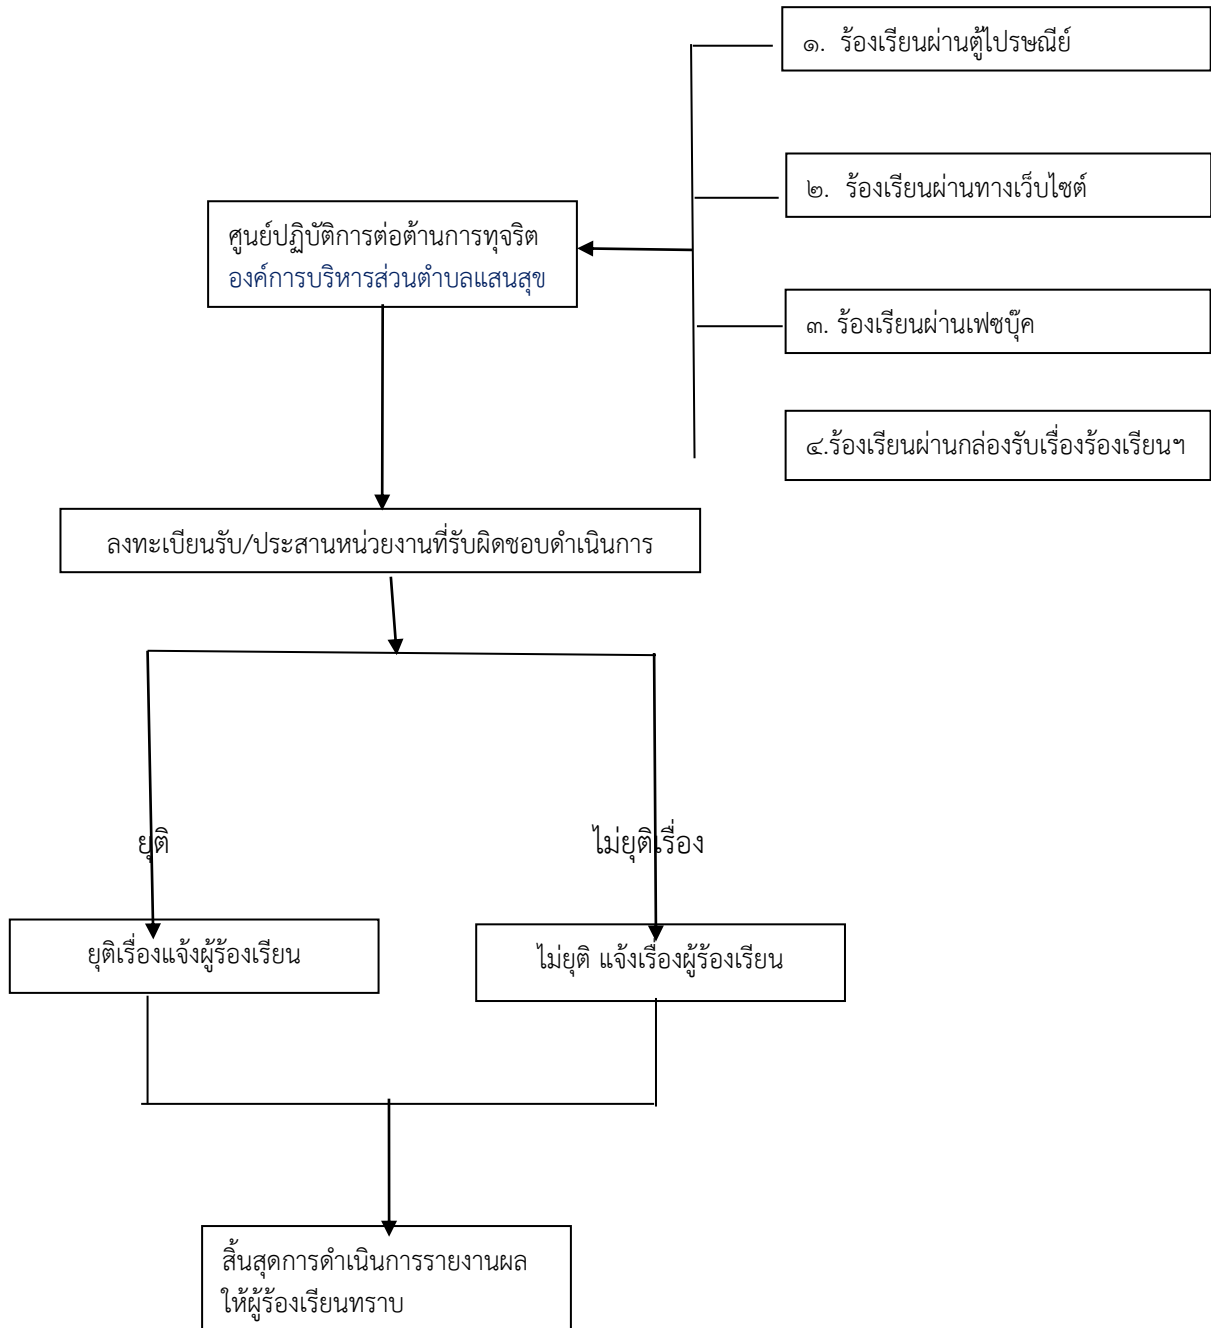 ๑. ร้องเรียนผ่านตู้ไปรษณีย์
๒. ร้องเรียนผ่านทางเว็บไซต์
ศูนย์ปฏิบัติการต่อต้านการทุจริต
องค์การบริหารส่วนตำบลแสนสุข
๓. ร้องเรียนผ่านเฟซบุ๊ค
๔.ร้องเรียนผ่านกล่องรับเรื่องร้องเรียนฯ
ลงทะเบียนรับ/ประสานหน่วยงานที่รับผิดชอบดำเนินการ
ยุติ
ไม่ยุติเรื่อง
ยุติเรื่องแจ้งผู้ร้องเรียน
ไม่ยุติ แจ้งเรื่องผู้ร้องเรียน
สิ้นสุดการดำเนินการรายงานผล
ให้ผู้ร้องเรียนทราบ